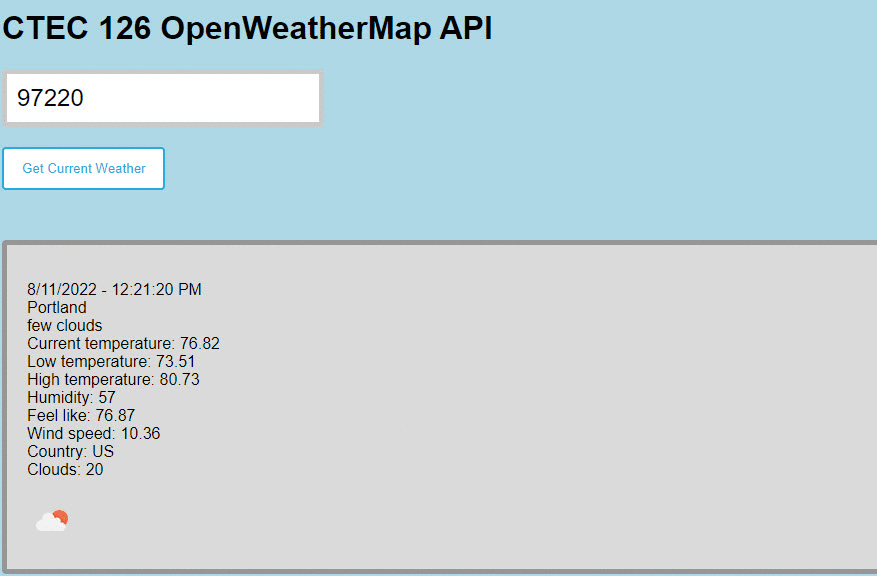 CTEC 126 OpenWeatherMap API
97220
Get Current Weather
8/11/2022 - 12:21:20 PM
Portland
few clouds
Current temperature: 76.82
Low temperature: 73.51
High temperature: 80.73
Humidity: 57
Feel like: 76.87
Wind speed: 10.36
Country: US
Clouds: 20